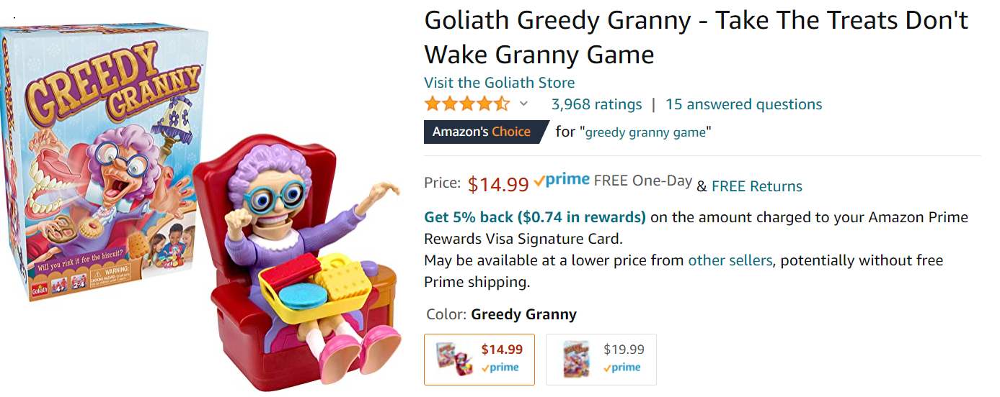 GREEDY
GRANNY
Will you risk it for the biscuit?
WARNING:
CHOKING HAZARD
Goliath
4+
2-4
Goliath Greedy Granny - Take The Treats Don't
Wake Granny Game
Visit the Goliath Store
3,968 ratings | 15 answered questions
Amazon's Choice for "greedy granny game"
Price: $14.99 prime FREE One-Day & FREE Returns
Get 5% back ($0.74 in rewards) on the amount charged to your Amazon Prime
Rewards Visa Signature Card.
May be available at a lower price from other sellers, potentially without free
Prime shipping.
Color: Greedy Granny
$14.99
prime
$19.99
prime